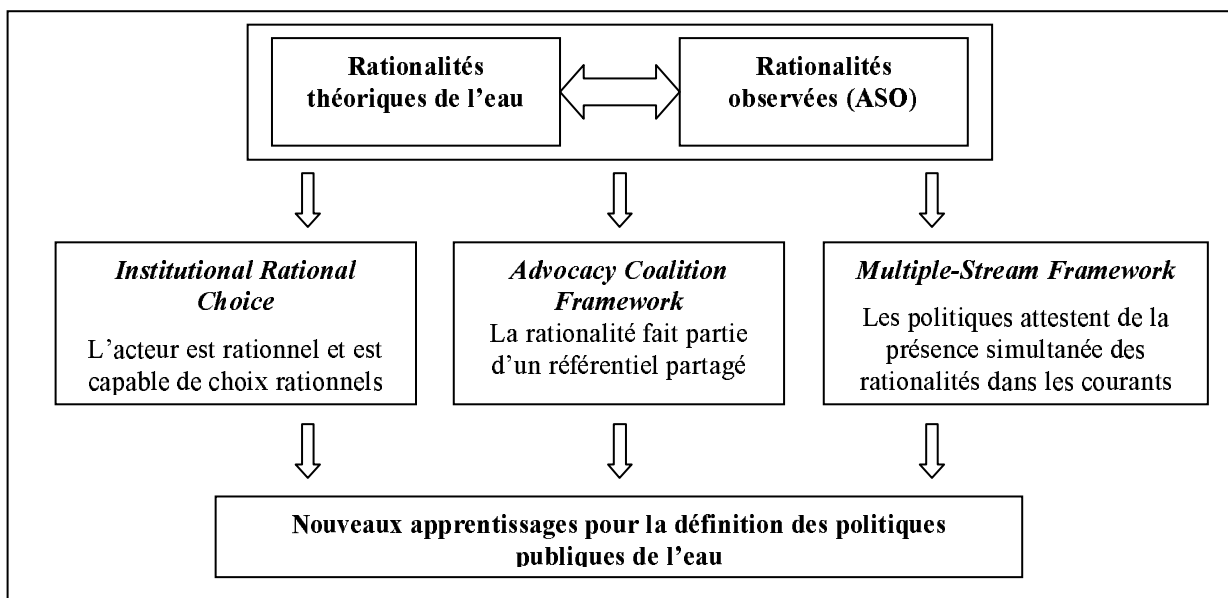 Rationalités
théoriques de l’eau
Rationalités
observées (ASO)
Institutional Rational
Choice
L’acteur est rationnel et est
capable de choix rationnels
Advocacy Coalition
Framework
La rationalité fait partie
d’un référentiel partagé
Multiple-Stream Framework
Les politiques attestent de la
présence simultanée des
rationalités dans les courants
Nouveaux apprentissages pour la définition des politiques
publiques de l’eau